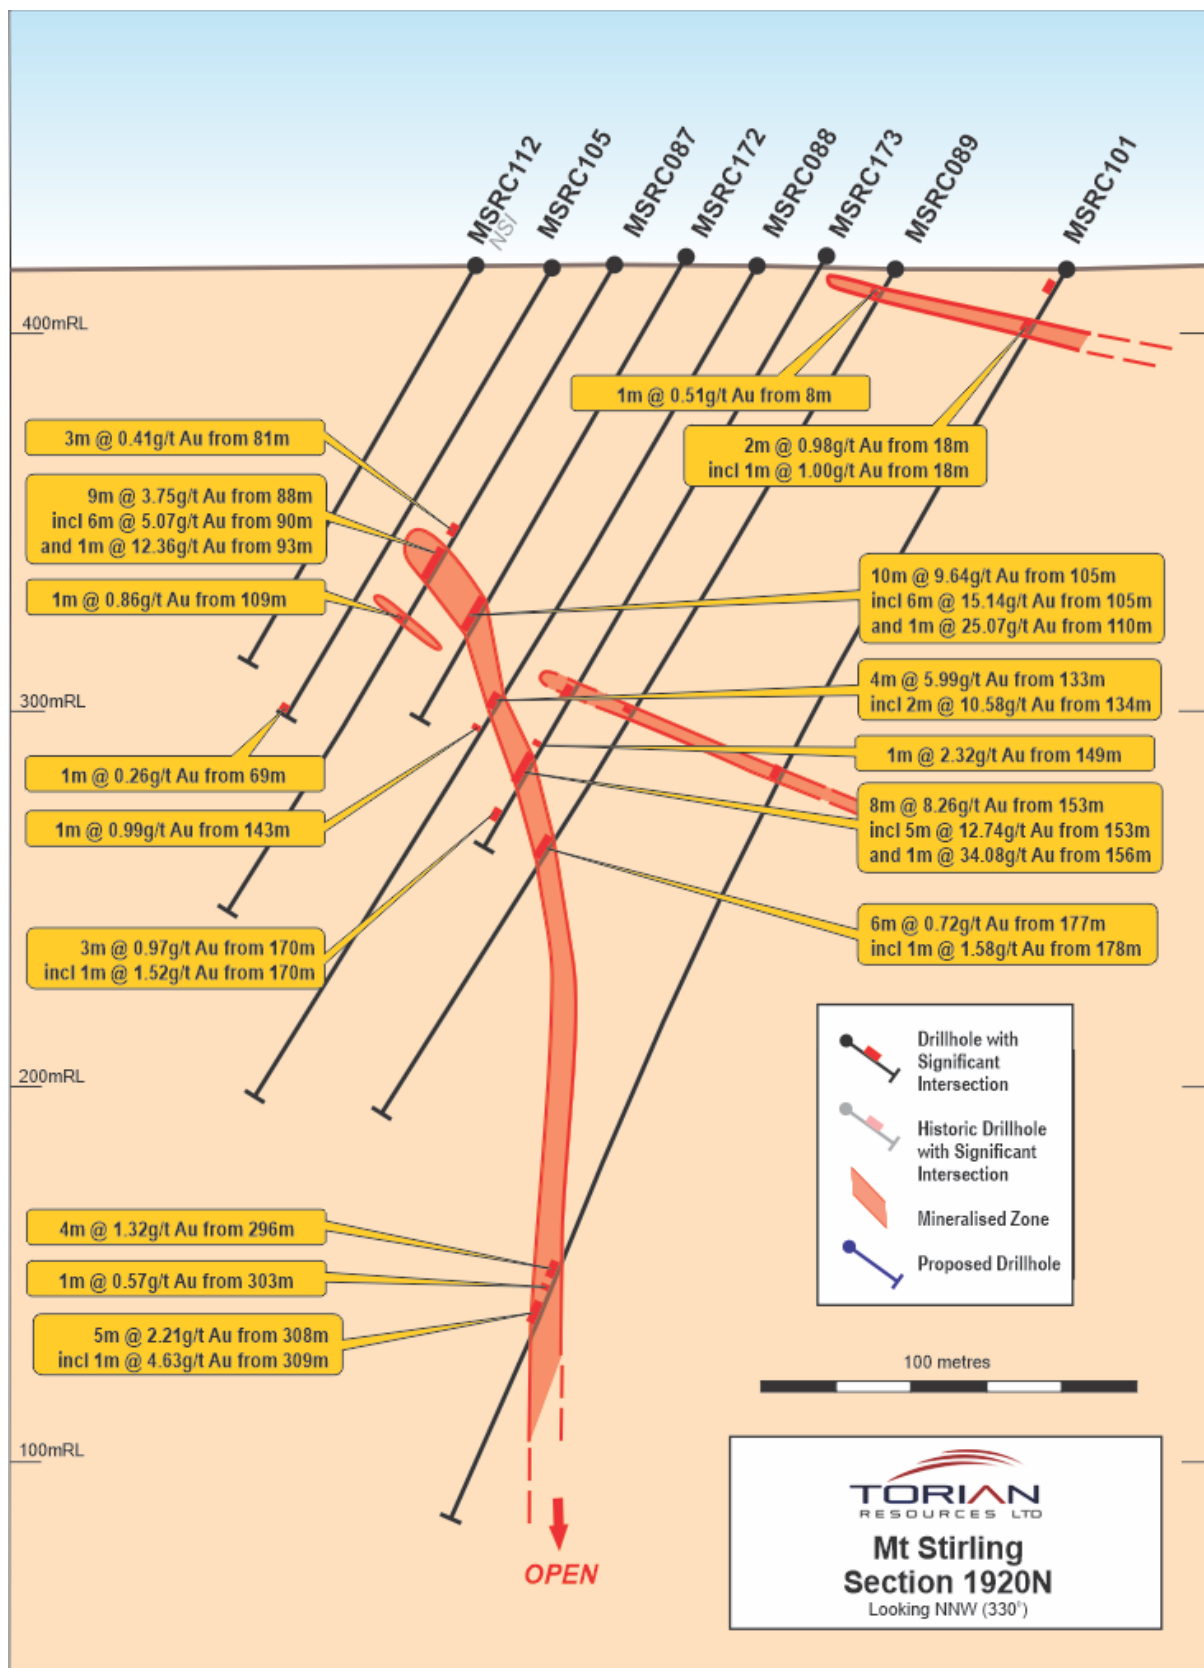 MSRC112
NSI
MSRC105
MSRC087
MSRC172
MSRC088
MSRC173
MSRC089
MSRC101
400mRL
1m @ 0.51g/t Au from 8m
3m @ 0.41g/t Au from 81m
2m @ 0.98g/t Au from 18m
incl 1m @ 1.00g/t Au from 18m
9m @ 3.75g/t Au from 88m
incl 6m @ 5.07g/t Au from 90m
and 1m @ 12.36g/t Au from 93m
10m @ 9.64g/t Au from 105m
incl 6m @ 15.14g/t Au from 105m
and 1m @ 25.07g/t Au from 110m
1m @ 0.86g/t Au from 109m
4m @ 5.99g/t Au from 133m
incl 2m @ 10.58g/t Au from 134m
300mRL
1m @ 2.32g/t Au from 149m
1m @ 0.26g/t Au from 69m
8m @ 8.26g/t Au from 153m
incl 5m @ 12.74g/t Au from 153m
and 1m @ 34.08g/t Au from 156m
1m @ 0.99g/t Au from 143m
6m @ 0.72g/t Au from 177m
incl 1m @ 1.58g/t Au from 178m
3m @ 0.97g/t Au from 170m
incl 1m @ 1.52g/t Au from 170m
200mRL
Drillhole with
Significant
Intersection
Historic Drillhole
with Significant
Intersection
Mineralised Zone
Proposed Drillhole
4m @ 1.32g/t Au from 296m
1m @ 0.57g/t Au from 303m
5m @ 2.21g/t Au from 308m
incl 1m @ 4.63g/t Au from 309m
100 metres
100mRL
OPEN
TORIAN
RESOURCES LTD
Mt Stirling
Section 1920N
Looking NNW (330°)